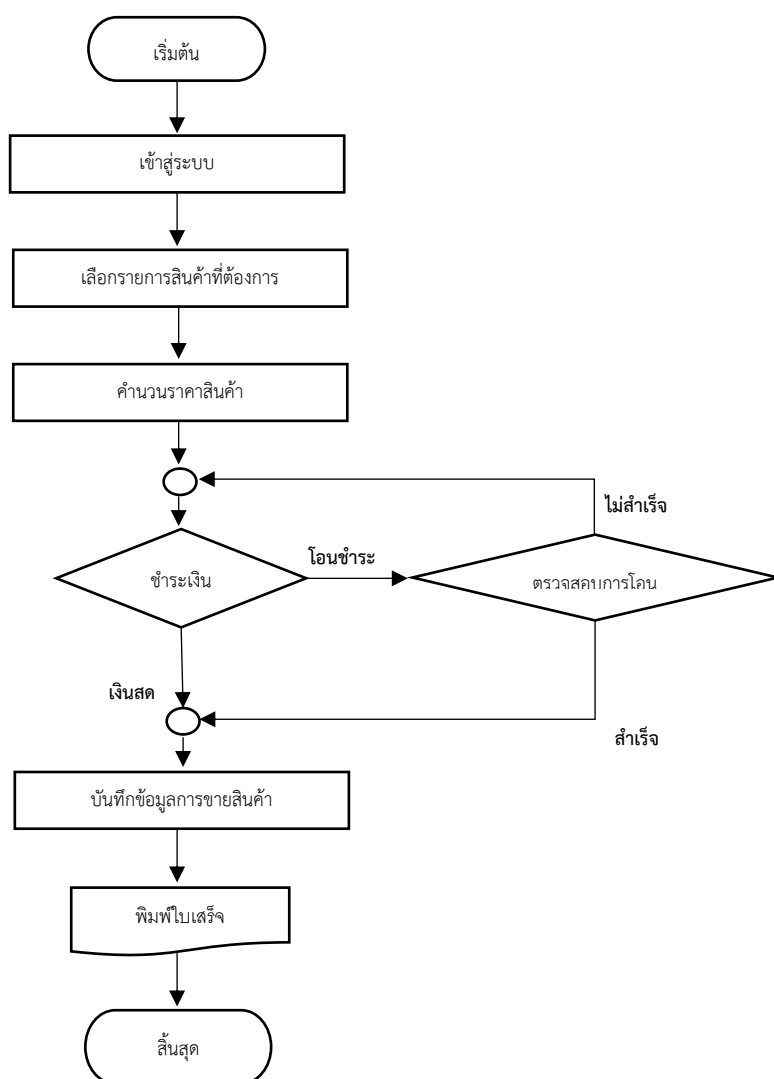 เริ่มต้น
เข้าสู่ระบบ
เลือกรายการสินค้าที่ต้องการ
คำนวนราคาสินค้า
ไม่สำเร็จ
โอนชำระ
ชำระเงิน
ตรวจสอบการโอน
เงินสด
สำเร็จ
บันทึกข้อมูลการขายสินค้า
พิมพ์ใบเสร็จ
สิ้นสุด